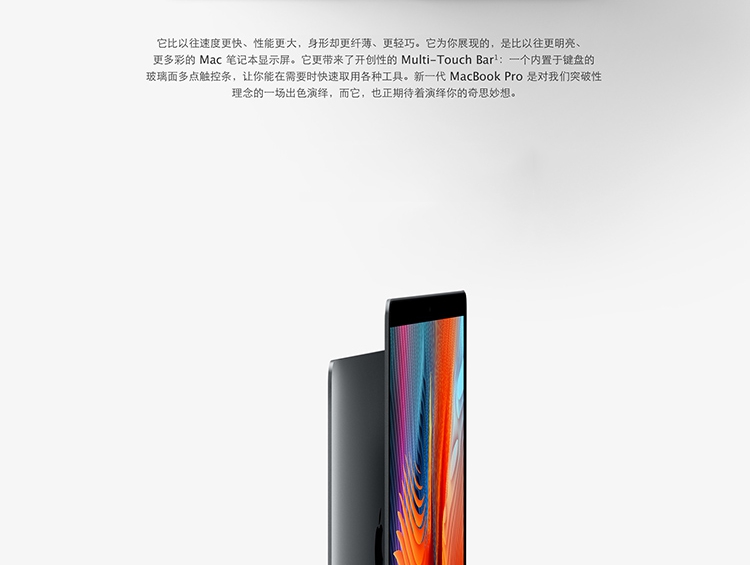 它比以往速度更快、性能更大，身形却更纤薄、更轻巧。它为你展现的，是比以往更明亮、
更多彩的 Mac 笔记本显示屏。它更带来了开创性的 Multi-Touch Bar¹：一个内置于键盘的
玻璃面多点触控条，让你能在需要时快速取用各种工具。新一代 MacBook Pro 是对我们突破性
理念的一场出色演绎，而它，也正期待着演绎你的奇思妙想。